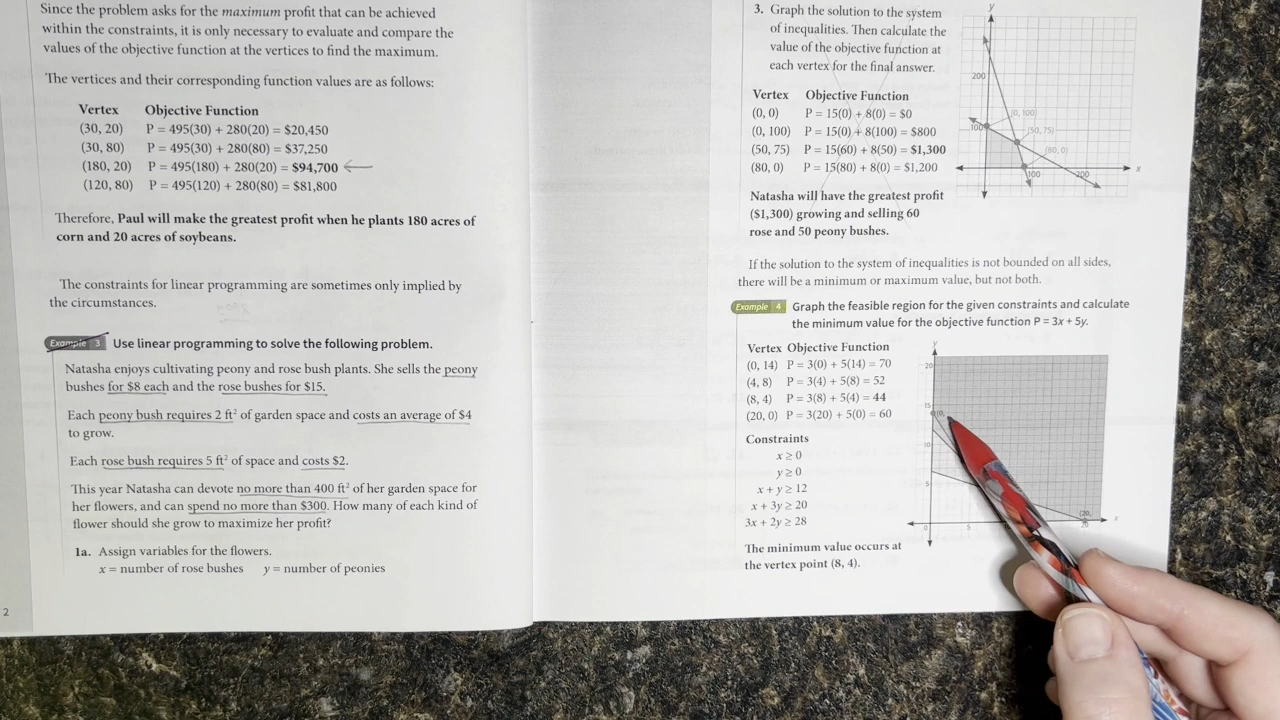 Since the problem asks for the maximum profit that can be achieved
within the constraints, it is only necessary to evaluate and compare the
values of the objective function at the vertices to find the maximum.
The vertices and their corresponding function values are as follows:
Vertex Objective Function
(30, 20) P = 495(30) + 280(20) = $20,450
(30, 80) P = 495(30) + 280(80) = $37,250
(180, 20) P = 495(180) + 280(20) = $94,700
(120, 80) P = 495(120) + 280(80) = $81,800
Therefore, Paul will make the greatest profit when he plants 180 acres of
corn and 20 acres of soybeans.
The constraints for linear programming are sometimes only implied by
the circumstances.
Example 3 Use linear programming to solve the following problem.
Natasha enjoys cultivating peony and rose bush plants. She sells the peony
bushes for $8 each and the rose bushes for $15.
Each peony bush requires 2 ft² of garden space and costs an average of $4
to grow.
Each rose bush requires 5 ft² of space and costs $2.
This year Natasha can devote no more than 400 ft² of her garden space for
her flowers, and can spend no more than $300. How many of each kind of
flower should she grow to maximize her profit?
1a. Assign variables for the flowers.
x = number of rose bushes y = number of peonies
2
3. Graph the solution to the system
of inequalities. Then calculate the
value of the objective function at
each vertex for the final answer.
Vertex Objective Function
(0, 0) P = 15(0) + 8(0) = $0
(0, 100) P = 15(0) + 8(100) = $800
(50, 75) P = 15(60) + 8(50) = $1,300
(80, 0) P = 15(80) + 8(0) = $1,200
Natasha will have the greatest profit
($1,300) growing and selling 60
rose and 50 peony bushes.
y
200
(0, 100)
100
(50, 75)
(80, 0)
x
100 200
If the solution to the system of inequalities is not bounded on all sides,
there will be a minimum or maximum value, but not both.
Example 4 Graph the feasible region for the given constraints and calculate
the minimum value for the objective function P = 3x + 5y.
Vertex Objective Function
(0, 14) P = 3(0) + 5(14) = 70
(4, 8) P = 3(4) + 5(8) = 52
(8, 4) P = 3(8) + 5(4) = 44
(20, 0) P = 3(20) + 5(0) = 60
Constraints
x ≥ 0
y ≥ 0
x + y ≥ 12
x + 3y ≥ 20
3x + 2y ≥ 28
The minimum value occurs at
the vertex point (8, 4).
y
20
15
(0,
10
5
(20,
x
0 5 20